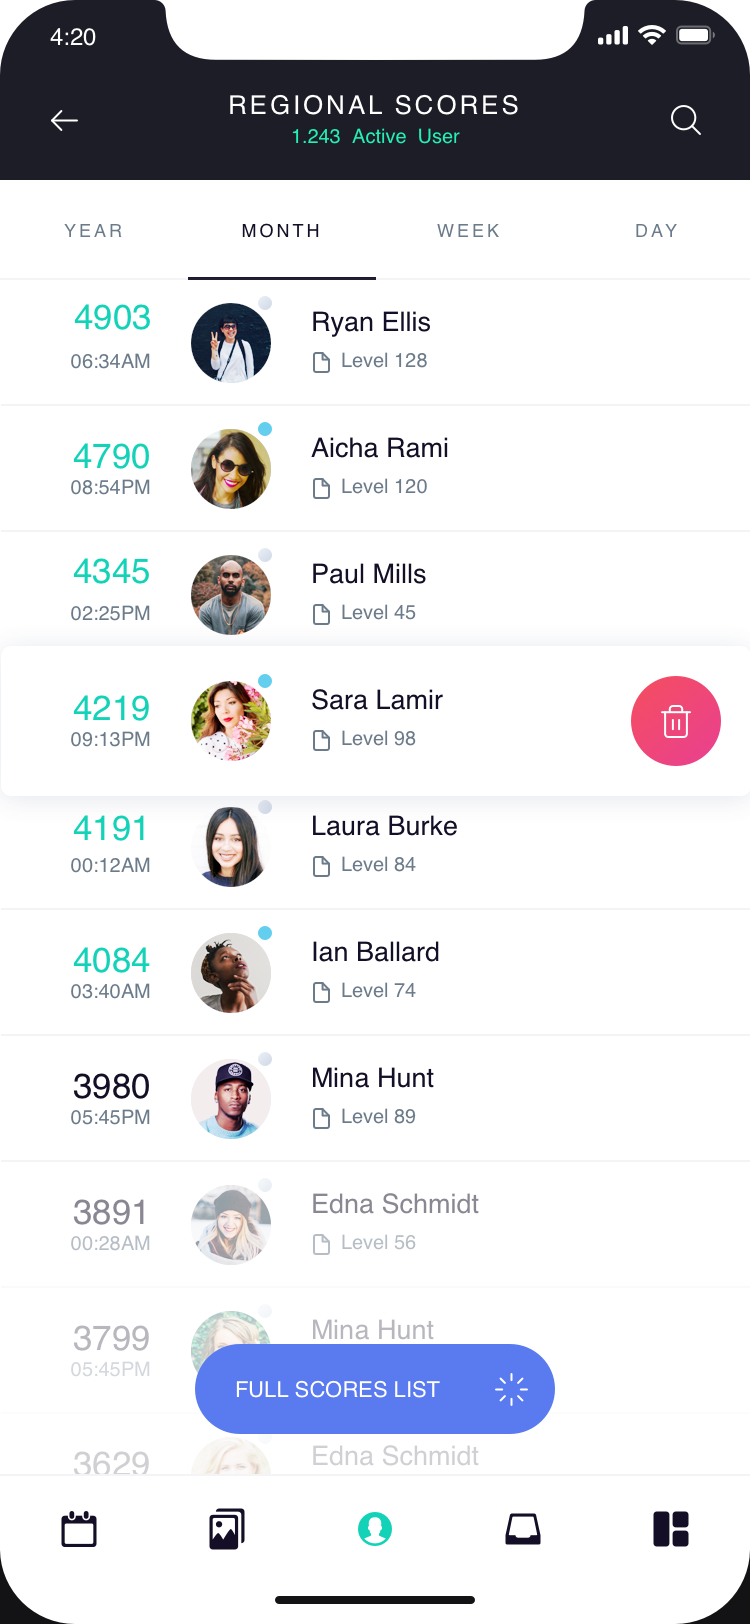 4:20
REGIONAL SCORES
1.243 Active User
YEAR MONTH WEEK DAY
4903 Ryan Ellis
06:34AM Level 128
4790 Aicha Rami
08:54PM Level 120
4345 Paul Mills
02:25PM Level 45
4219 Sara Lamir
09:13PM Level 98
4191 Laura Burke
00:12AM Level 84
4084 Ian Ballard
03:40AM Level 74
3980 Mina Hunt
05:45PM Level 89
3891 Edna Schmidt
00:28AM Level 56
3799 Mina Hunt
05:45PM
FULL SCORES LIST
3629 Edna Schmidt